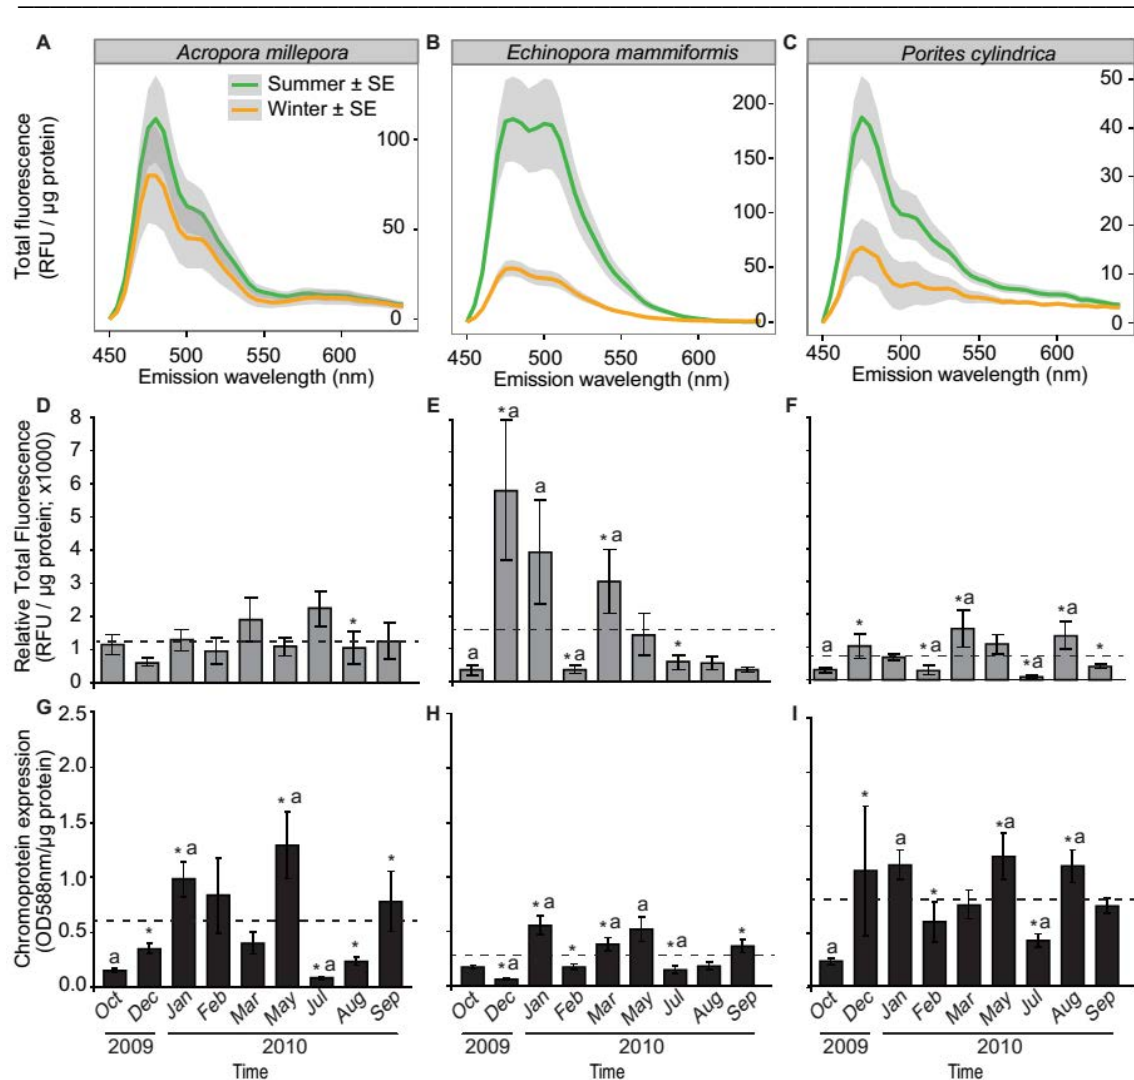 A Acropora millepora B Echinopora mammiformis C Porites cylindrica
Summer ± SE
Winter ± SE
Total fluorescence
(RFU / µg protein)
100
50
0
200
150
100
50
0
50
40
30
20
10
0
450 500 550 600 450 500 550 600 450 500 550 600
Emission wavelength (nm) Emission wavelength (nm) Emission wavelength (nm)
D E F
Relative Total Fluorescence
(RFU / µg protein; x1000)
8
7
6
5
4
3
2
1
0
*
a *a a *a *a *
a * *a *a *a *a *
G H I
Chromoprotein expression
(OD588nm/µg protein)
2.5
2.0
1.5
1.0
0.5
0.0
a * *a *a *a * *
*a *a * *a a *a *
a * a * *a *a *a
Oct Dec Jan Feb Mar May Jul Aug Sep Oct Dec Jan Feb Mar May Jul Aug Sep Oct Dec Jan Feb Mar May Jul Aug Sep
2009 2010 2009 2010 2009 2010
Time Time Time